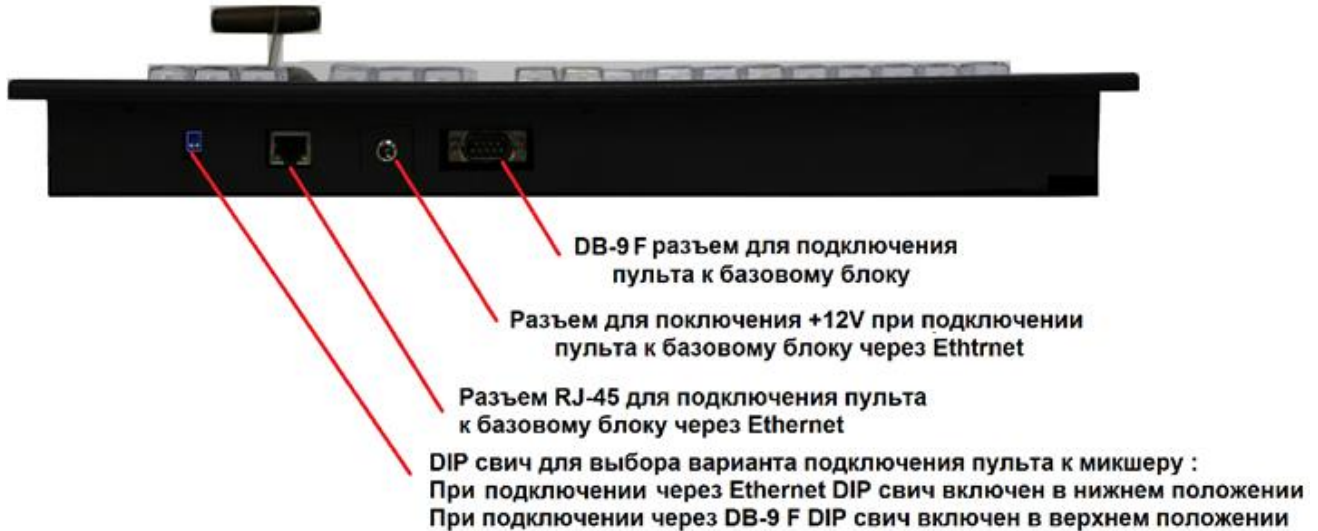 DB-9 F разъем для подключения
пульта к базовому блоку
Разъем для поключения +12V при подключении
пульта к базовому блоку через Ethtrnet
Разъем RJ-45 для подключения пульта
к базовому блоку через Ethernet
DIP свич для выбора варианта подключения пульта к микшеру :
При подключении через Ethernet DIP свич включен в нижнем положении
При подключении через DB-9 F DIP свич включен в верхнем положении